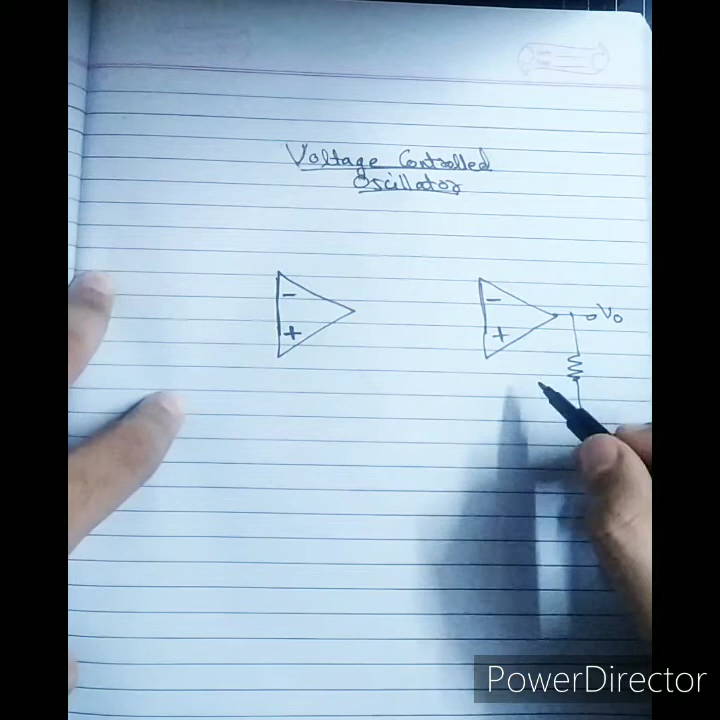 Voltage Controlled
Oscillator
− −
+ +
Vo
PowerDirector